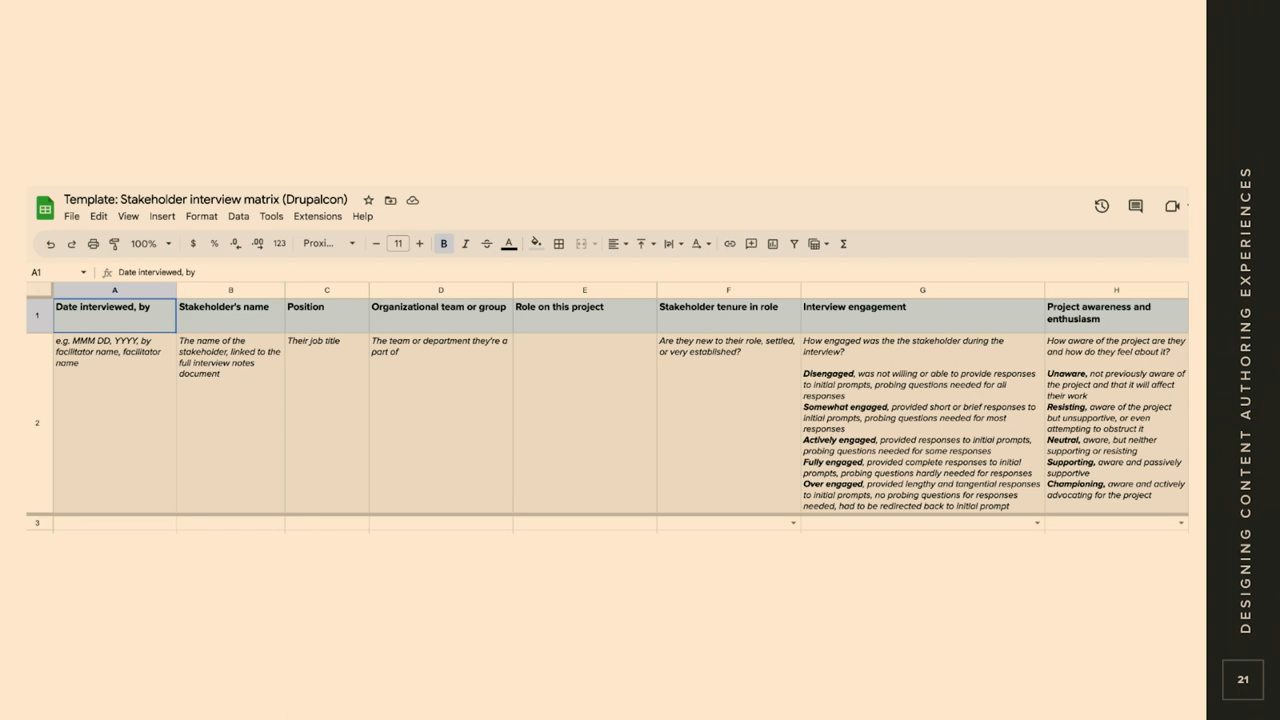 Template: Stakeholder interview matrix (Drupalcon)
File Edit View Insert Format Data Tools Extensions Help
100% $ % .0 .00 123 Proxi... 11 B I A
A1 fx Date interviewed, by
A B C D E F G H
1
Date interviewed, by
Stakeholder's name
Position
Organizational team or group
Role on this project
Stakeholder tenure in role
Interview engagement
Project awareness and
enthusiasm
2
e.g. MMM DD, YYYY, by
facilitator name, facilitator
name
The name of the
stakeholder, linked to the
full interview notes
document
Their job title
The team or department they're a
part of
Are they new to their role, settled,
or very established?
How engaged was the the stakeholder during the
interview?
Disengaged, was not willing or able to provide responses
to initial prompts, probing questions needed for all
responses
Somewhat engaged, provided short or brief responses to
initial prompts, probing questions needed for most
responses
Actively engaged, provided responses to initial prompts,
probing questions needed for some responses
Fully engaged, provided complete responses to initial
prompts, probing questions hardly needed for responses
Over engaged, provided lengthy and tangential responses
to initial prompts, no probing questions for responses
needed, had to be redirected back to initial prompt
How aware of the project are they
and how do they feel about it?
Unaware, not previously aware of
the project and that it will affect
their work
Resisting, aware of the project
but unsupportive, or even
attempting to obstruct it
Neutral, aware, but neither
supporting or resisting
Supporting, aware and passively
supportive
Championing, aware and actively
advocating for the project
3
DESIGNING CONTENT AUTHORING EXPERIENCES
21